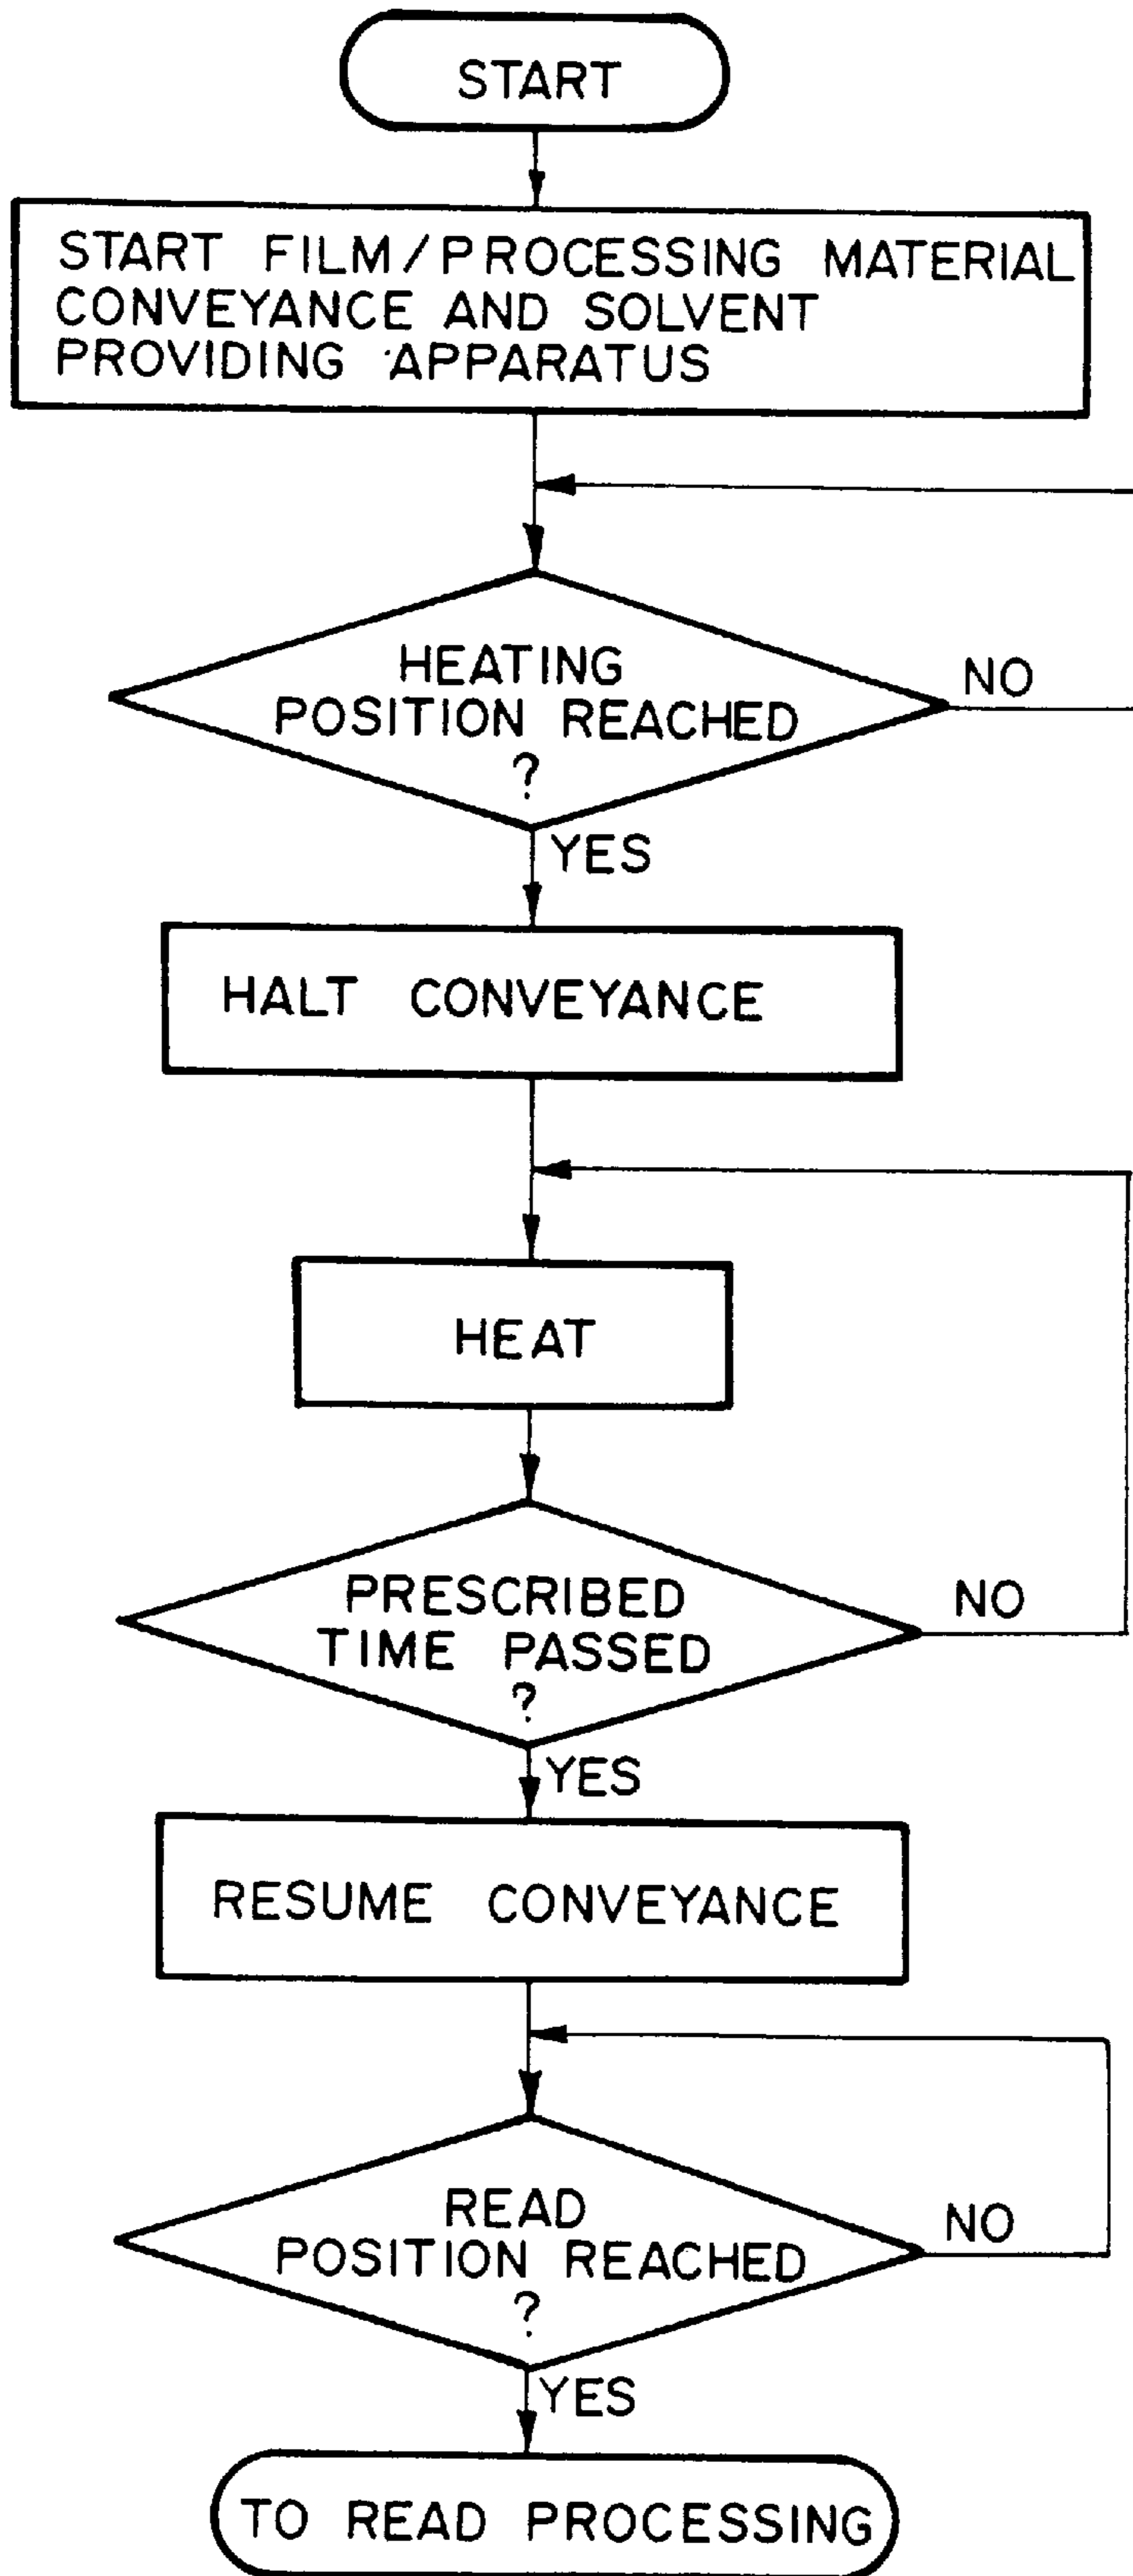 START
START FILM/PROCESSING MATERIAL
CONVEYANCE AND SOLVENT
PROVIDING APPARATUS
HEATING
POSITION REACHED
?
NO
YES
HALT CONVEYANCE
HEAT
PRESCRIBED
TIME PASSED
?
NO
YES
RESUME CONVEYANCE
READ
POSITION REACHED
?
NO
YES
TO READ PROCESSING